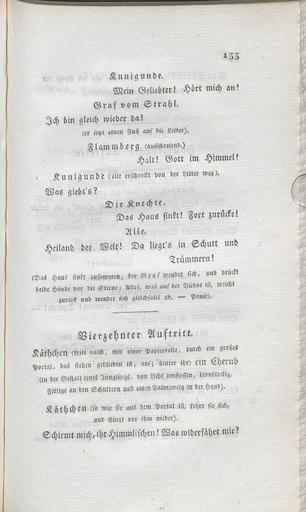 133
Kunigunde.
Mein Geliebter! Hört mich an!
Graf vom Strahl.
Ich bin gleich wieder da!
(er setzt einen Fuß auf die Leiter).
Flammberg (aufschreiend.)
Halt! Gott im Himmel!
Kunigunde (eilt erschreckt von der Leiter weg).
Was giebt's?
Die Knechte.
Das Haus sinkt! Fort zurücke!
Alle.
Heiland der Welt! Da liegt's in Schutt und
Trümmern!
(Das Haus sinkt zusammen, der Graf wendet sich, und drückt
beide Hände vor die Stirne; Alles, was auf der Bühne ist, weicht
zurück und wendet sich gleichfalls ab. — Pause).
Vierzehnter Auftritt.
Käthchen (tritt rasch, mit einer Papierrolle, durch ein großes
Portal, das stehen geblieben ist, auf; hinter ihr) ein Cherub
(in der Gestalt eines Jünglings, von Licht umflossen, blondlockig,
Fittige an den Schultern und einen Palmzweig in der Hand).
Käthchen (so wie sie aus dem Portal ist, kehrt sie sich,
und stürzt vor ihm nieder).
Schirmt mich, ihr Himmlischen! Was widerfährt mir?